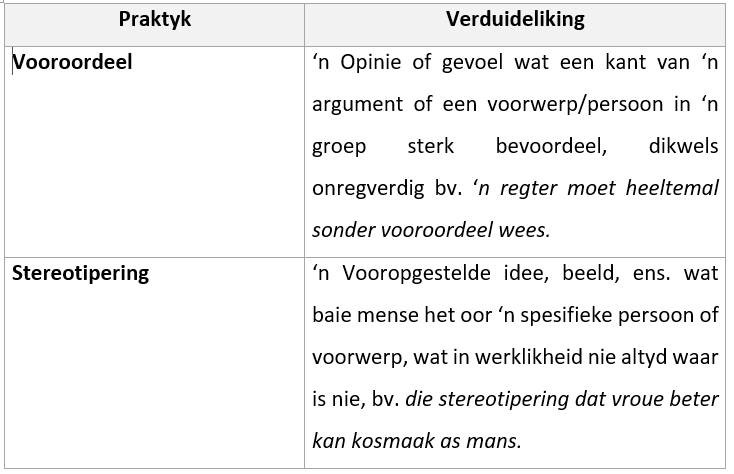 Praktyk
Verduideliking
Vooroordeel
‘n Opinie of gevoel wat een kant van ‘n
argument of een voorwerp/persoon in ‘n
groep sterk bevoordeel, dikwels
onregverdig bv. ‘n regter moet heeltemal
sonder vooroordeel wees.
Stereotipering
‘n Vooropgestelde idee, beeld, ens. wat
baie mense het oor ‘n spesifieke persoon of
voorwerp, wat in werklikheid nie altyd waar
is nie, bv. die stereotipering dat vroue beter
kan kosmaak as mans.